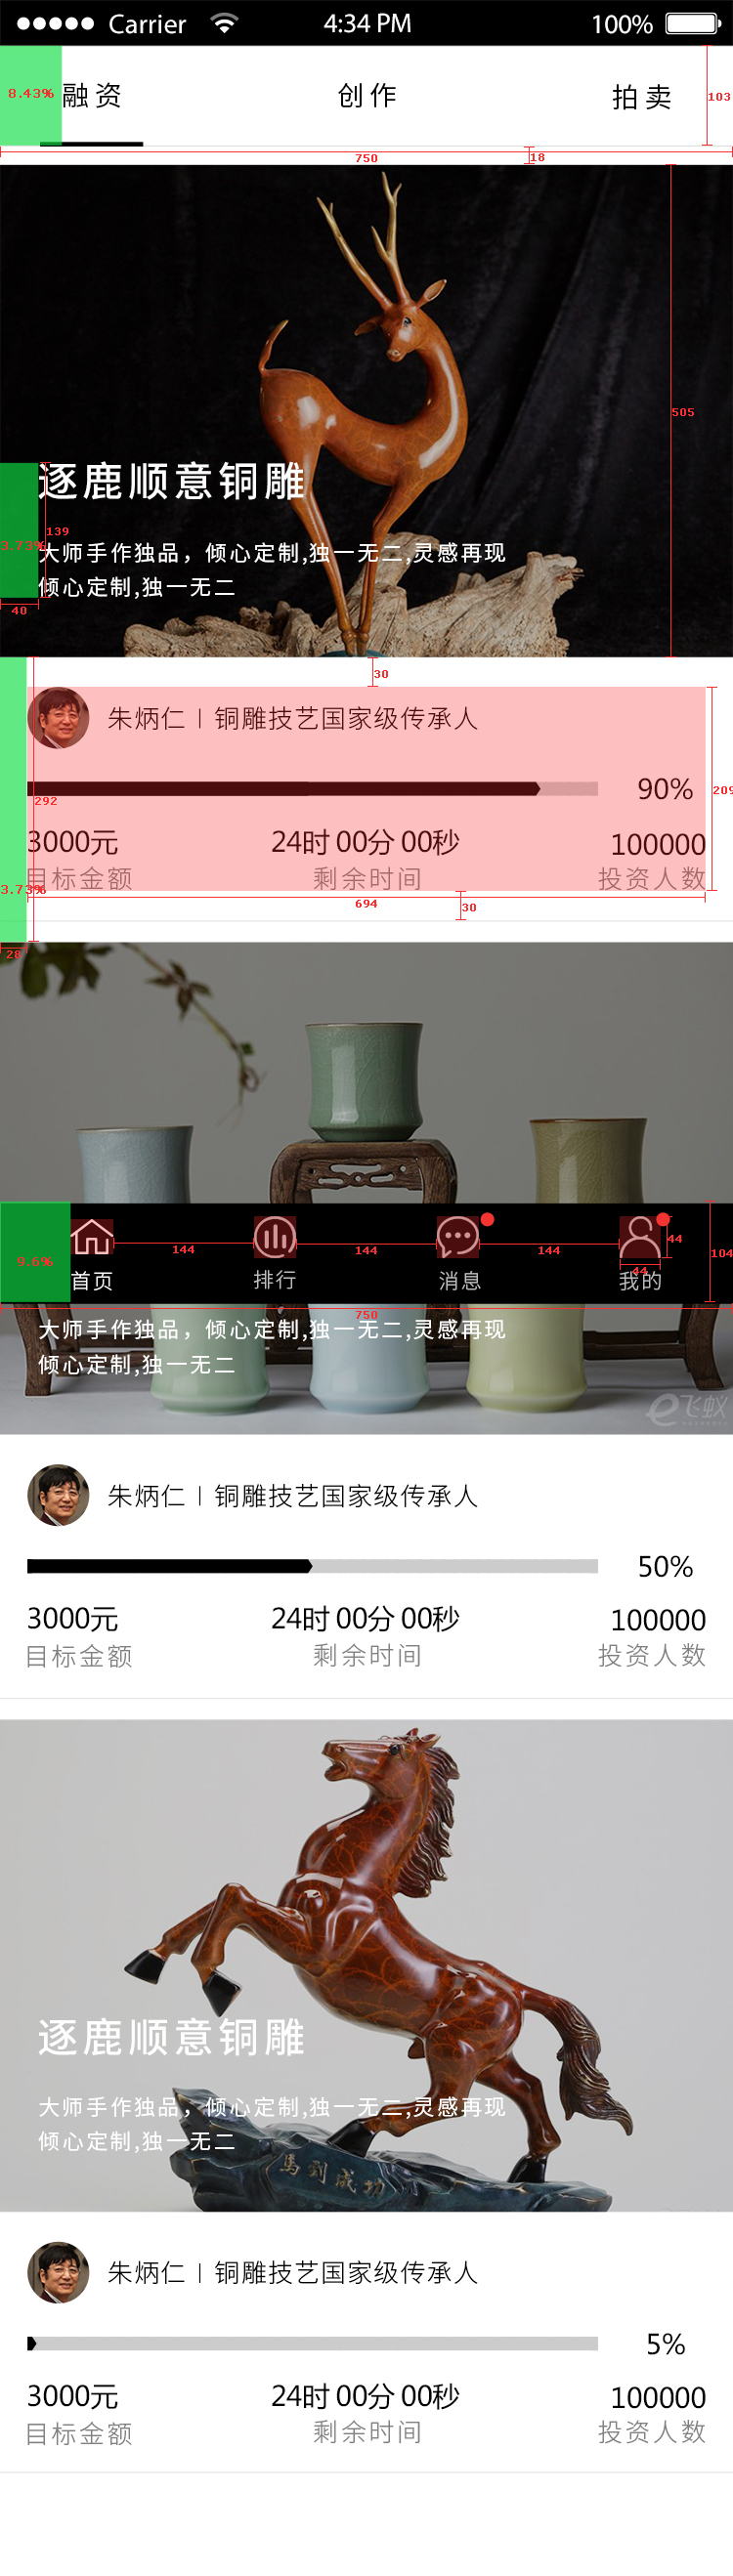 Carrier 4:34 PM 100%
8.43% 融资 创作 拍卖 103
750 18
505
逐鹿顺意铜雕
139
3.73% 大师手作独品，倾心定制,独一无二,灵感再现
倾心定制,独一无二
40
30
朱炳仁 | 铜雕技艺国家级传承人
90% 209
292
3000元 24时 00分 00秒 100000
目标金额 剩余时间 投资人数
3.73%
694 30
28
144 144 144 44
9.6% 104
44
首页 排行 消息 我的
750
大师手作独品，倾心定制,独一无二,灵感再现
倾心定制,独一无二
e飞蚁
朱炳仁 | 铜雕技艺国家级传承人
50%
3000元 24时 00分 00秒 100000
目标金额 剩余时间 投资人数
逐鹿顺意铜雕
大师手作独品，倾心定制,独一无二,灵感再现
倾心定制,独一无二
馬到成功
朱炳仁 | 铜雕技艺国家级传承人
5%
3000元 24时 00分 00秒 100000
目标金额 剩余时间 投资人数